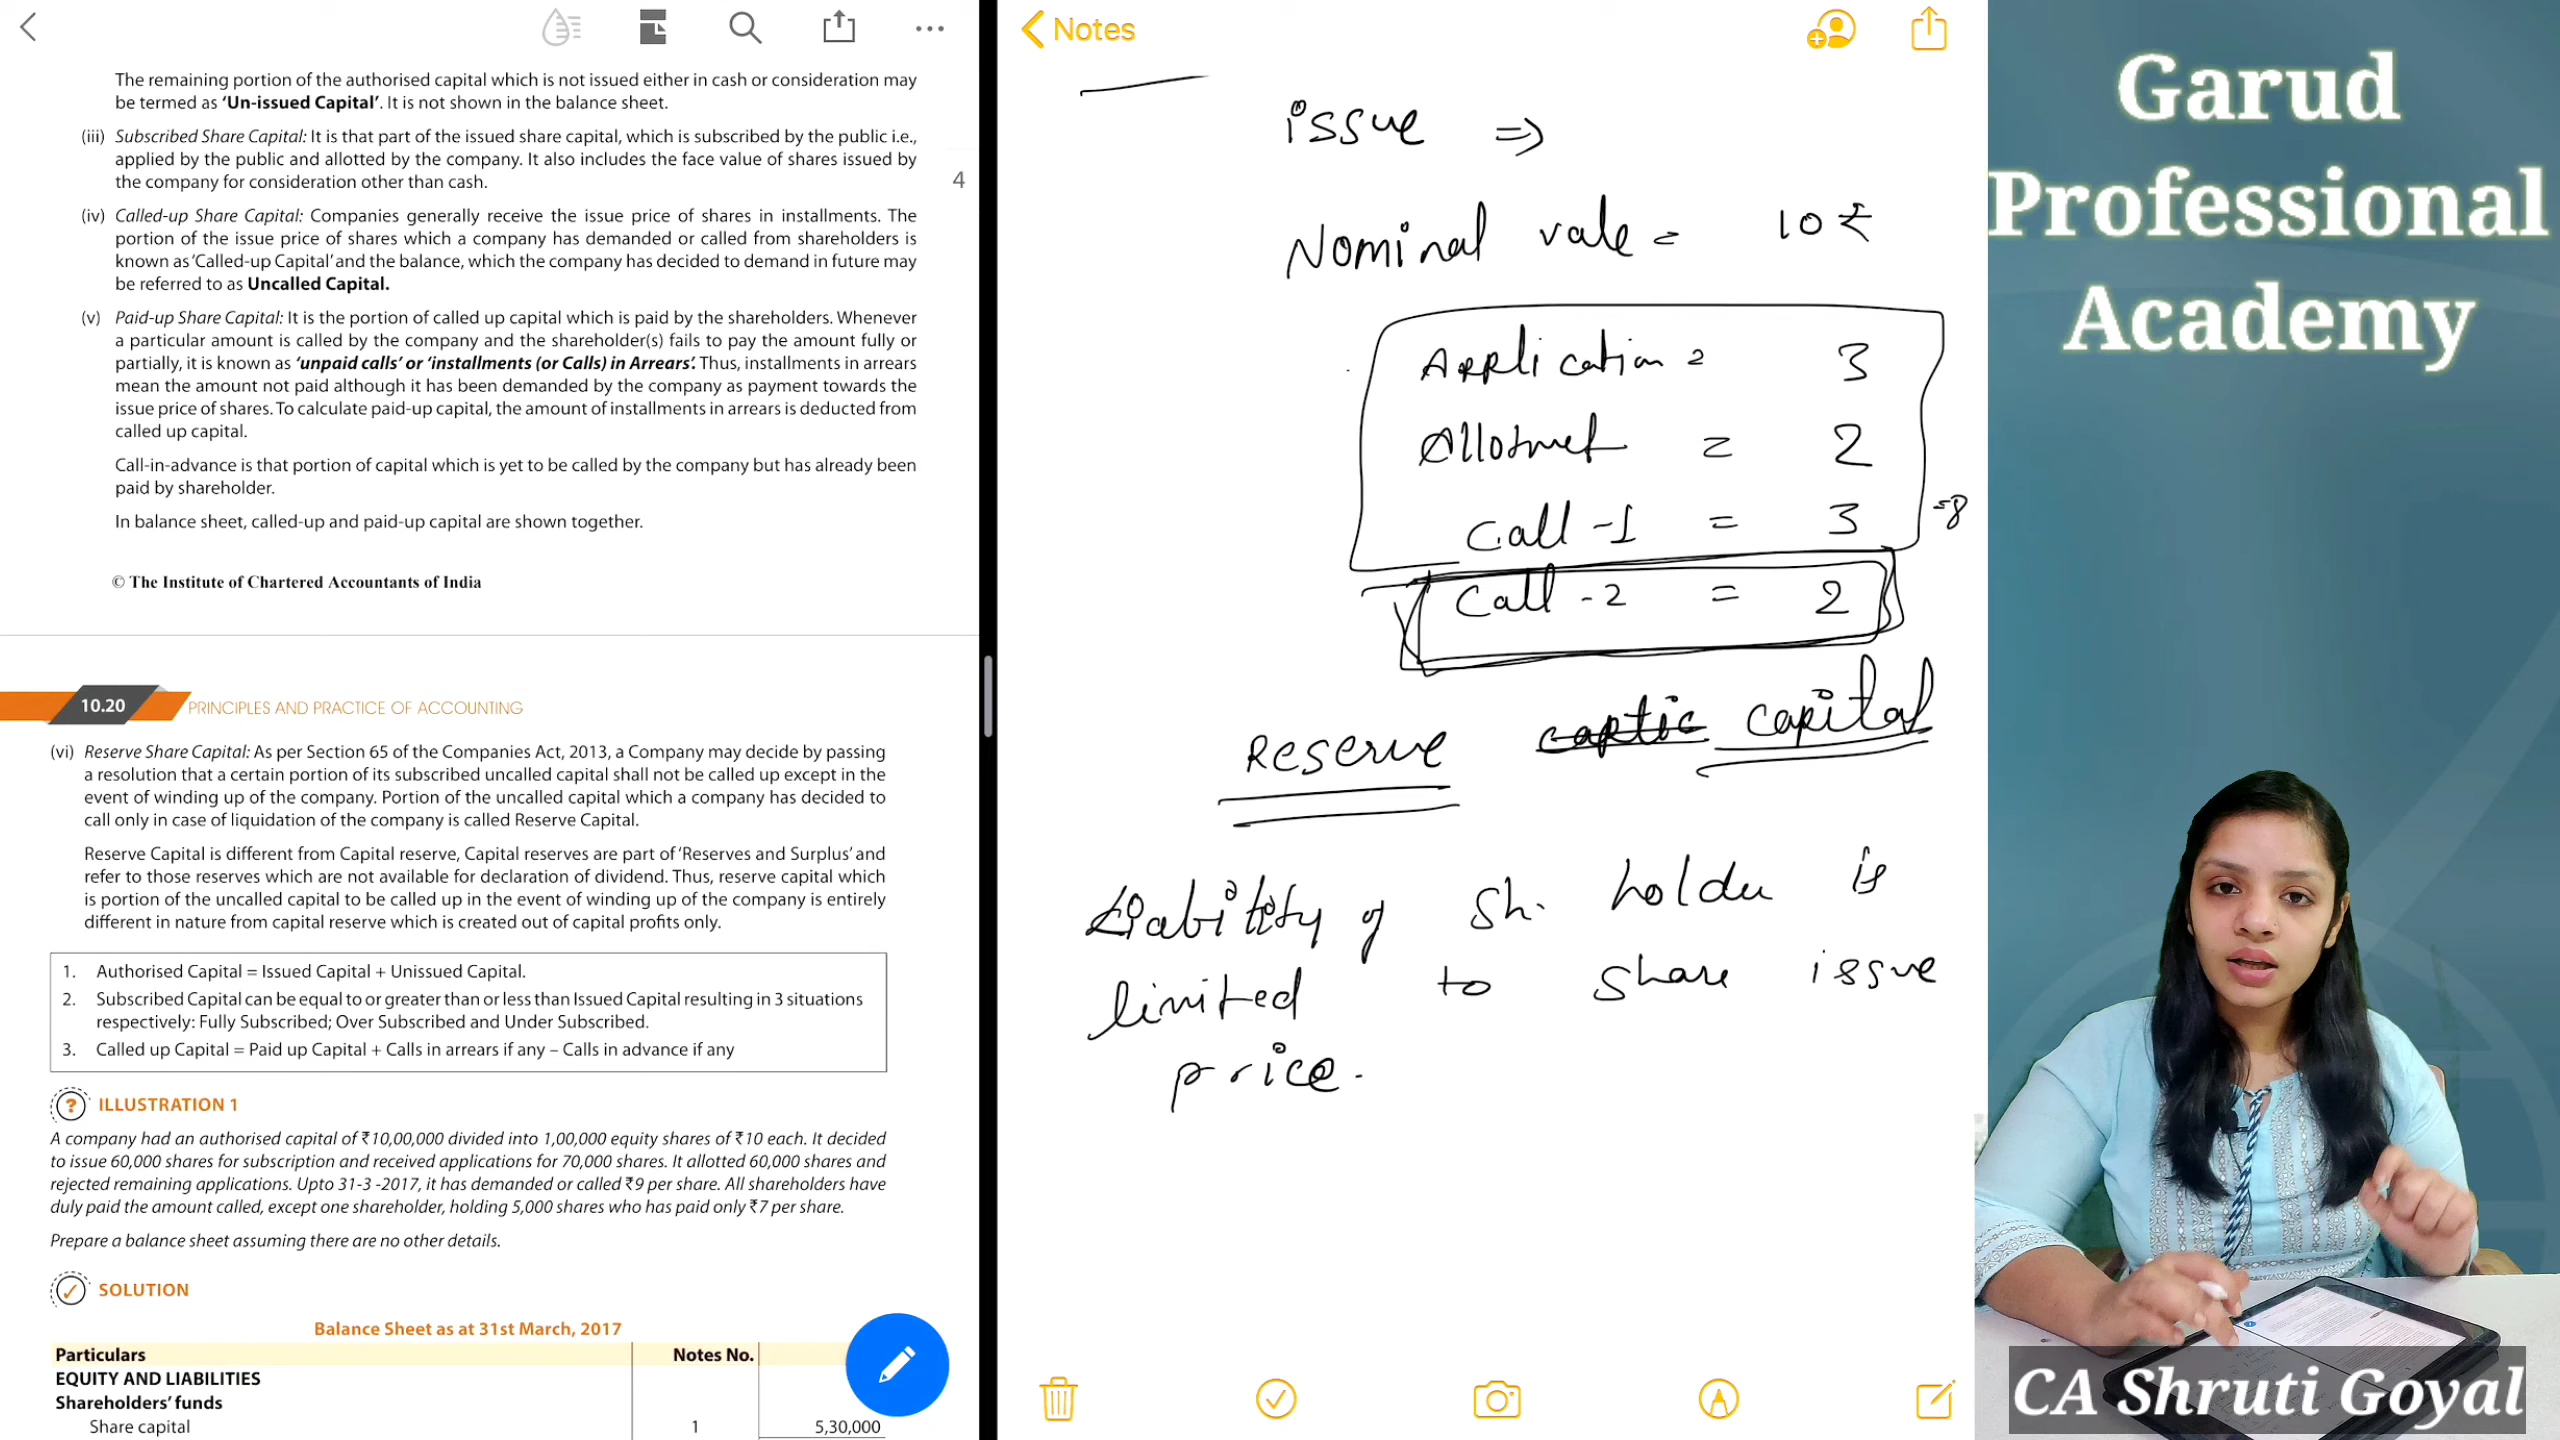 The remaining portion of the authorised capital which is not issued either in cash or consideration may
be termed as 'Un-issued Capital'. It is not shown in the balance sheet.
(iii) Subscribed Share Capital: It is that part of the issued share capital, which is subscribed by the public i.e.,
applied by the public and allotted by the company. It also includes the face value of shares issued by
the company for consideration other than cash.
4
(iv) Called-up Share Capital: Companies generally receive the issue price of shares in installments. The
portion of the issue price of shares which a company has demanded or called from shareholders is
known as 'Called-up Capital' and the balance, which the company has decided to demand in future may
be referred to as Uncalled Capital.
(v) Paid-up Share Capital: It is the portion of called up capital which is paid by the shareholders. Whenever
a particular amount is called by the company and the shareholder(s) fails to pay the amount fully or
partially, it is known as 'unpaid calls' or 'installments (or Calls) in Arrears'. Thus, installments in arrears
mean the amount not paid although it has been demanded by the company as payment towards the
issue price of shares. To calculate paid-up capital, the amount of installments in arrears is deducted from
called up capital.
Call-in-advance is that portion of capital which is yet to be called by the company but has already been
paid by shareholder.
In balance sheet, called-up and paid-up capital are shown together.
© The Institute of Chartered Accountants of India
10.20 PRINCIPLES AND PRACTICE OF ACCOUNTING
(vi) Reserve Share Capital: As per Section 65 of the Companies Act, 2013, a Company may decide by passing
a resolution that a certain portion of its subscribed uncalled capital shall not be called up except in the
event of winding up of the company. Portion of the uncalled capital which a company has decided to
call only in case of liquidation of the company is called Reserve Capital.
Reserve Capital is different from Capital reserve, Capital reserves are part of 'Reserves and Surplus' and
refer to those reserves which are not available for declaration of dividend. Thus, reserve capital which
is portion of the uncalled capital to be called up in the event of winding up of the company is entirely
different in nature from capital reserve which is created out of capital profits only.
1. Authorised Capital = Issued Capital + Unissued Capital.
2. Subscribed Capital can be equal to or greater than or less than Issued Capital resulting in 3 situations
respectively: Fully Subscribed; Over Subscribed and Under Subscribed.
3. Called up Capital = Paid up Capital + Calls in arrears if any – Calls in advance if any
? ILLUSTRATION 1
A company had an authorised capital of ₹10,00,000 divided into 1,00,000 equity shares of ₹10 each. It decided
to issue 60,000 shares for subscription and received applications for 70,000 shares. It allotted 60,000 shares and
rejected remaining applications. Upto 31-3 -2017, it has demanded or called ₹9 per share. All shareholders have
duly paid the amount called, except one shareholder, holding 5,000 shares who has paid only ₹7 per share.
Prepare a balance sheet assuming there are no other details.
SOLUTION
Balance Sheet as at 31st March, 2017
Particulars Notes No.
EQUITY AND LIABILITIES
Shareholders' funds
Share capital 1 5,30,000
Notes
issue ⇒
Nominal vale = 10 ₹
Application = 3
Allotmet = 2
Call -1 = 3 =8
Call -2 = 2
Reserve captic capital
Liability of sh. holder is
limited to share issue
price.
Garud
Professional
Academy
CA Shruti Goyal